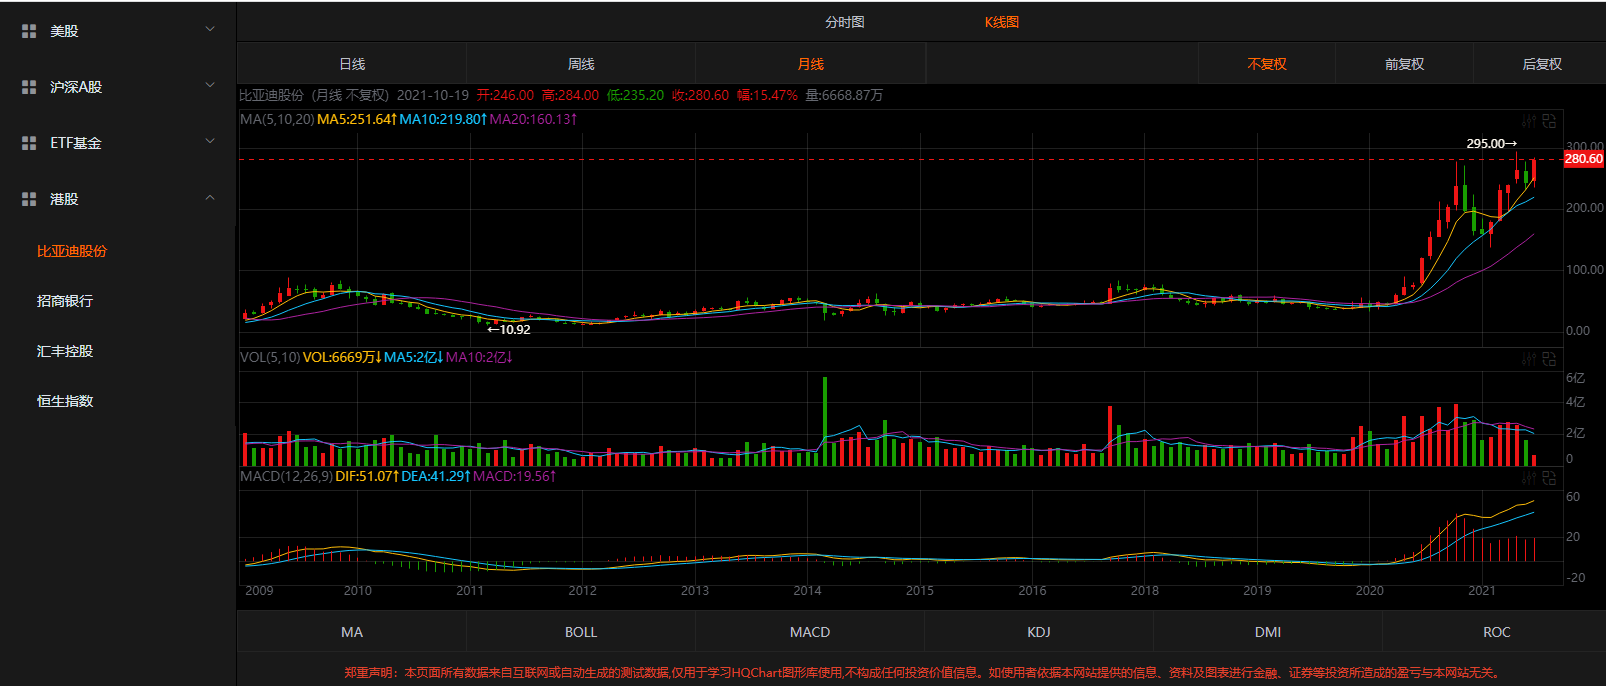 美股
沪深A股
ETF基金
港股
比亚迪股份
招商银行
汇丰控股
恒生指数
分时图 K线图
日线 周线 月线 不复权 前复权 后复权
比亚迪股份 (月线 不复权) 2021-10-19 开:246.00 高:284.00 低:235.20 收:280.60 幅:15.47% 量:6668.87万
MA(5,10,20) MA5:251.64↑ MA10:219.80↑ MA20:160.13↑
295.00→
300.00
280.60
200.00
100.00
←10.92
0.00
VOL(5,10) VOL:6669万↓ MA5:2亿↓ MA10:2亿↓
6亿
4亿
2亿
0
MACD(12,26,9) DIF:51.07↑ DEA:41.29↑ MACD:19.56↑
60
20
-20
2009 2010 2011 2012 2013 2014 2015 2016 2017 2018 2019 2020 2021
MA BOLL MACD KDJ DMI ROC
郑重声明：本页面所有数据来自互联网或自动生成的测试数据,仅用于学习HQChart图形库使用,不构成任何投资价值信息。如使用者依据本网站提供的信息、资料及图表进行金融、证券等投资所造成的盈亏与本网站无关。